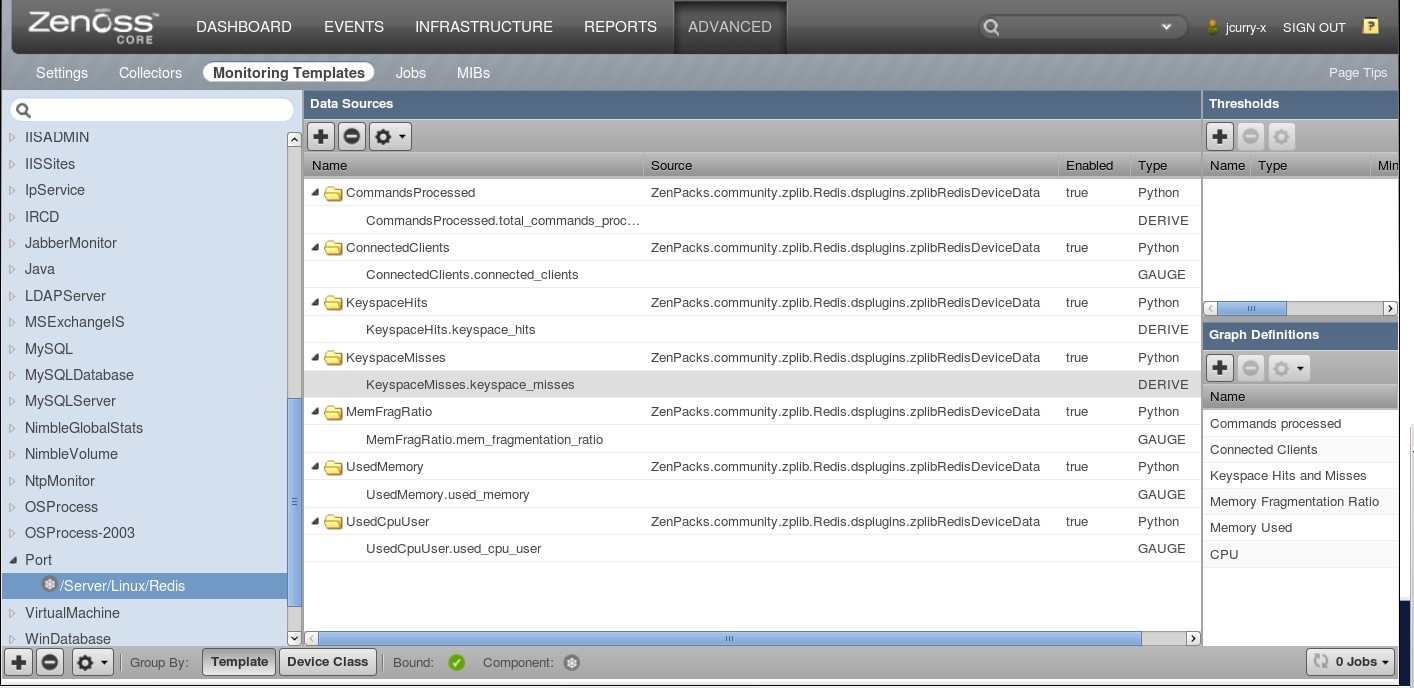 Zenoss CORE
DASHBOARD EVENTS INFRASTRUCTURE REPORTS ADVANCED
jcurry-x SIGN OUT ?
Settings Collectors Monitoring Templates Jobs MIBs Page Tips
IISADMIN
IISSites
IpService
IRCD
JabberMonitor
Java
LDAPServer
MSExchangeIS
MySQL
MySQLDatabase
MySQLServer
NimbleGlobalStats
NimbleVolume
NtpMonitor
OSProcess
OSProcess-2003
Port
/Server/Linux/Redis
VirtualMachine
WinDatabase
Data Sources
Name Source Enabled Type
CommandsProcessed ZenPacks.community.zplib.Redis.dsplugins.zplibRedisDeviceData true Python
CommandsProcessed.total_commands_proc... DERIVE
ConnectedClients ZenPacks.community.zplib.Redis.dsplugins.zplibRedisDeviceData true Python
ConnectedClients.connected_clients GAUGE
KeyspaceHits ZenPacks.community.zplib.Redis.dsplugins.zplibRedisDeviceData true Python
KeyspaceHits.keyspace_hits DERIVE
KeyspaceMisses ZenPacks.community.zplib.Redis.dsplugins.zplibRedisDeviceData true Python
KeyspaceMisses.keyspace_misses DERIVE
MemFragRatio ZenPacks.community.zplib.Redis.dsplugins.zplibRedisDeviceData true Python
MemFragRatio.mem_fragmentation_ratio GAUGE
UsedMemory ZenPacks.community.zplib.Redis.dsplugins.zplibRedisDeviceData true Python
UsedMemory.used_memory GAUGE
UsedCpuUser ZenPacks.community.zplib.Redis.dsplugins.zplibRedisDeviceData true Python
UsedCpuUser.used_cpu_user GAUGE
Thresholds
Name Type Min
Graph Definitions
Name
Commands processed
Connected Clients
Keyspace Hits and Misses
Memory Fragmentation Ratio
Memory Used
CPU
Group By: Template Device Class Bound: Component: 0 Jobs